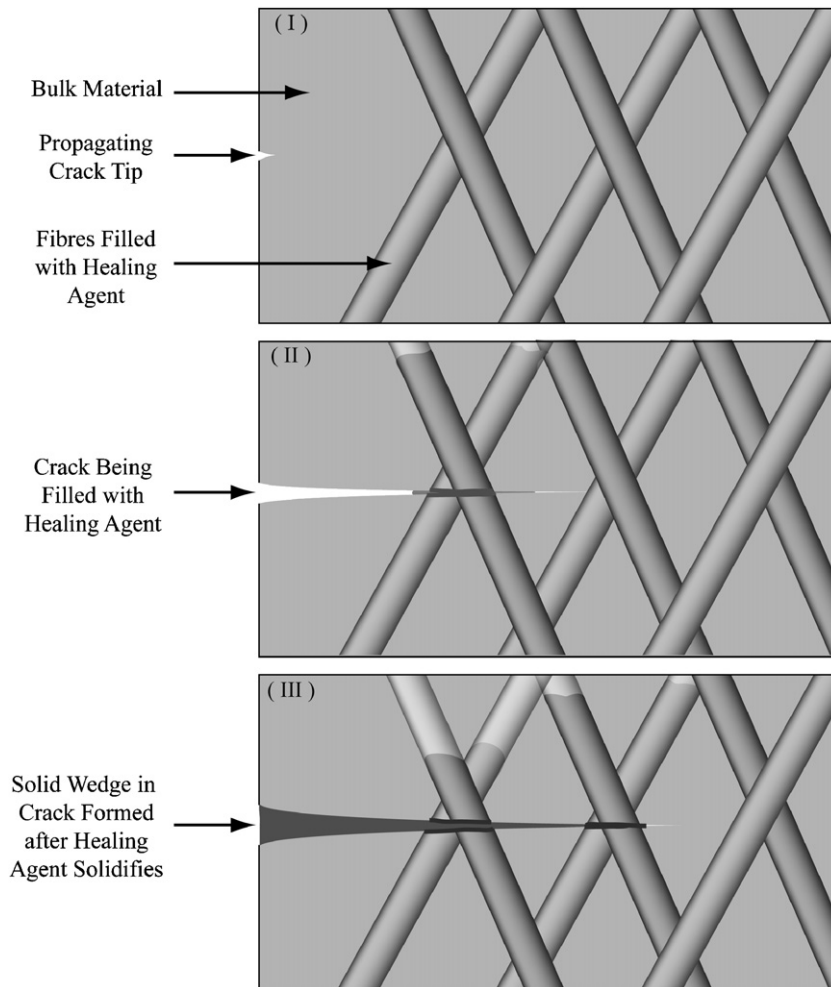 ( I )
Bulk Material
Propagating
Crack Tip
Fibres Filled
with Healing
Agent
( II )
Crack Being
Filled with
Healing Agent
( III )
Solid Wedge in
Crack Formed
after Healing
Agent Solidifies